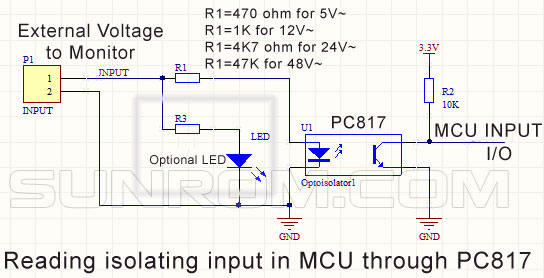 R1=470 ohm for 5V~
R1=1K for 12V~
R1=4K7 ohm for 24V~
R1=47K for 48V~
External Voltage
to Monitor
P1
1
2
INPUT
INPUT
R1
R3
LED
Optional LED
U1
PC817
Optoisolator1
3.3V
R2
10K
MCU INPUT
I/O
GND
GND
SUNROM.COM
Reading isolating input in MCU through PC817